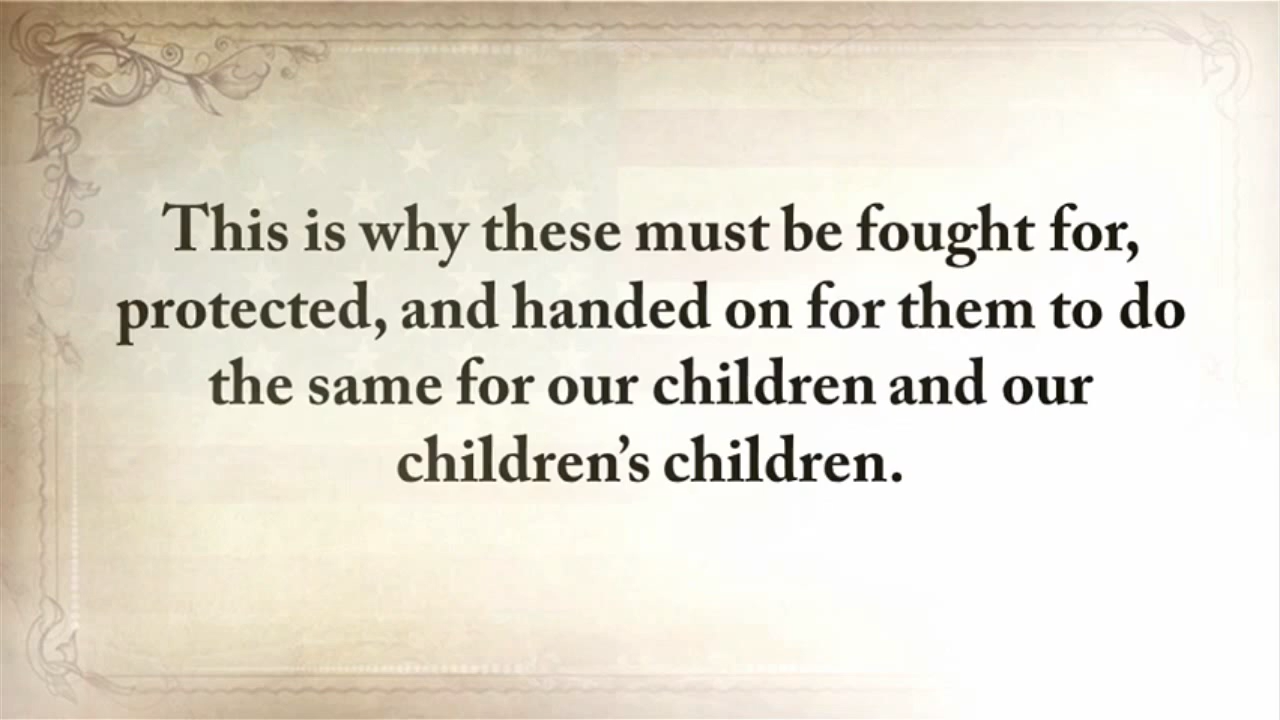 This is why these must be fought for,
protected, and handed on for them to do
the same for our children and our
children’s children.